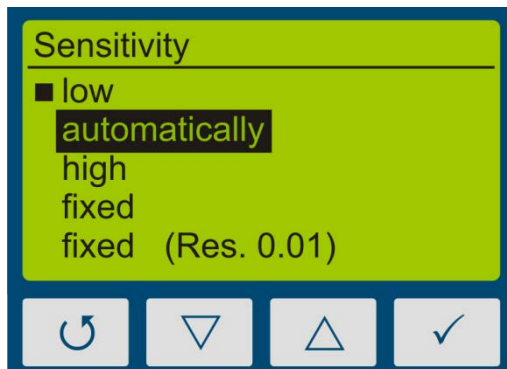 Sensitivity
low
automatically
high
fixed
fixed (Res. 0.01)